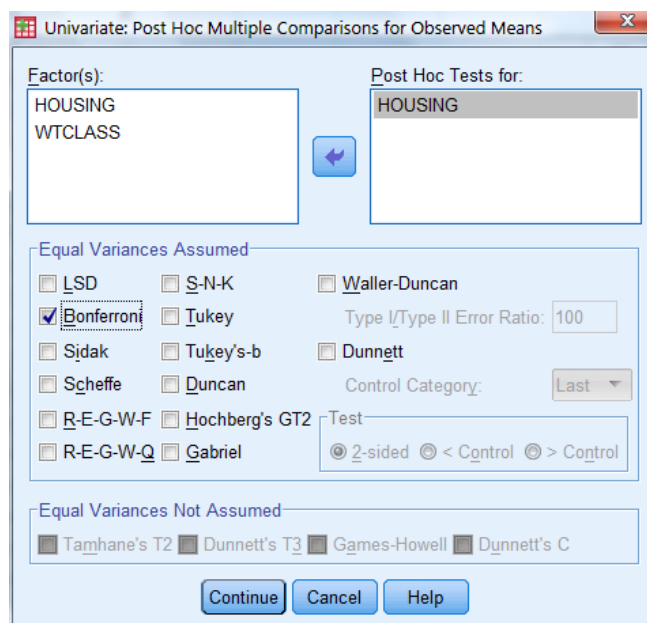 Univariate: Post Hoc Multiple Comparisons for Observed Means
X
Factor(s):
HOUSING
WTCLASS
Post Hoc Tests for:
HOUSING
Equal Variances Assumed
LSD S-N-K Waller-Duncan
Bonferroni Tukey Type I/Type II Error Ratio: 100
Sidak Tukey's-b Dunnett
Scheffe Duncan Control Category: Last
R-E-G-W-F Hochberg's GT2 Test
R-E-G-W-Q Gabriel 2-sided < Control > Control
Equal Variances Not Assumed
Tamhane's T2 Dunnett's T3 Games-Howell Dunnett's C
Continue Cancel Help